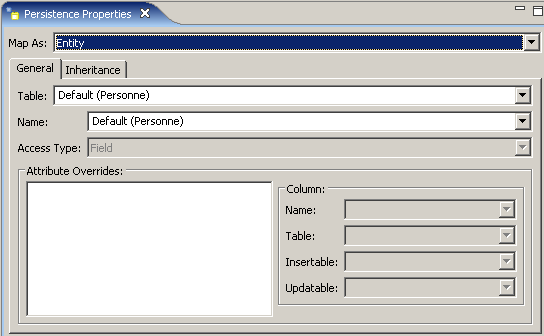 Persistence Properties
Map As: Entity
General Inheritance
Table: Default (Personne)
Name: Default (Personne)
Access Type: Field
Attribute Overrides:
Column:
Name:
Table:
Insertable:
Updatable: